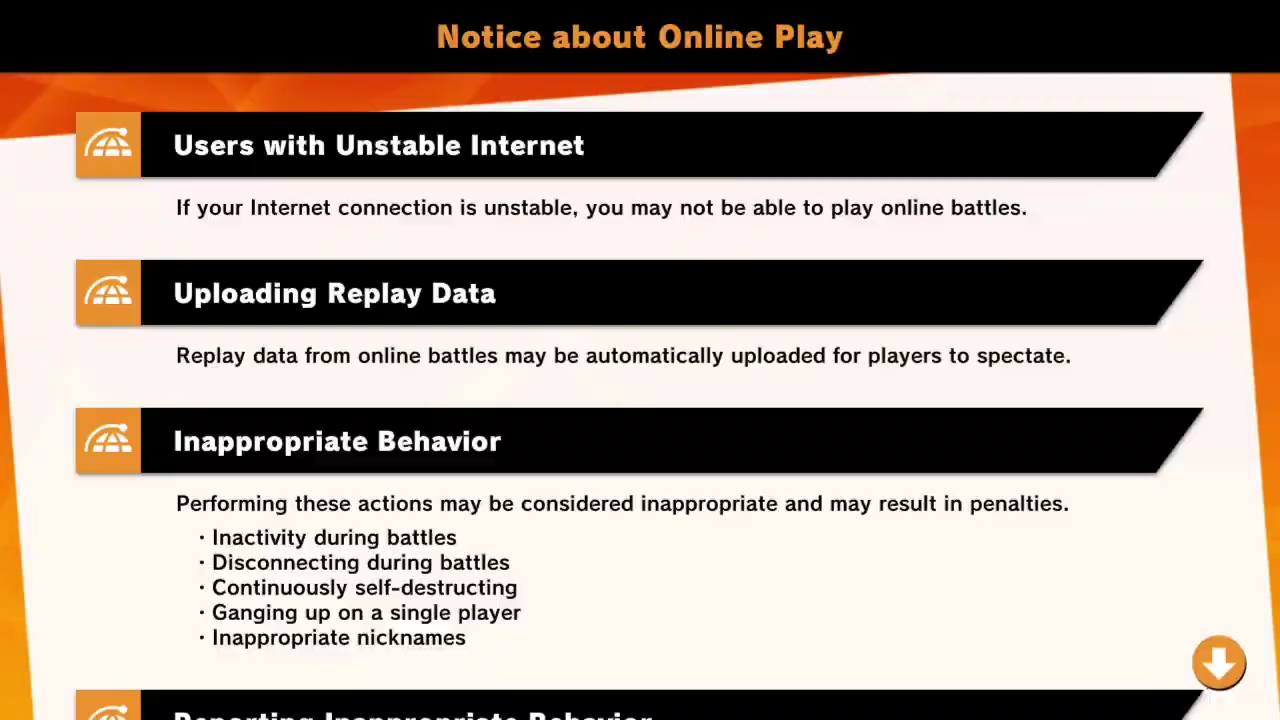 Notice about Online Play
Users with Unstable Internet
If your Internet connection is unstable, you may not be able to play online battles.
Uploading Replay Data
Replay data from online battles may be automatically uploaded for players to spectate.
Inappropriate Behavior
Performing these actions may be considered inappropriate and may result in penalties.
· Inactivity during battles
· Disconnecting during battles
· Continuously self-destructing
· Ganging up on a single player
· Inappropriate nicknames
Reporting Inappropriate Behavior